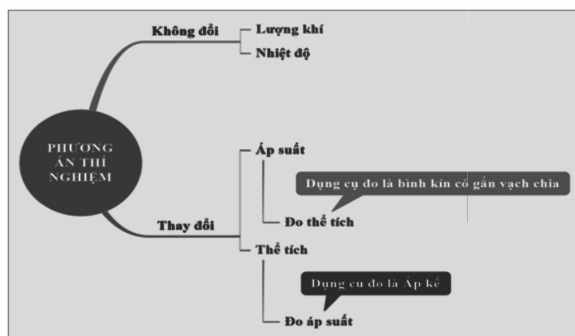 Không đổi
Lượng khí
Nhiệt độ
PHƯƠNG
ÁN THÍ
NGHIỆM
Áp suất
Dụng cụ đo là bình kín có gắn vạch chia
Đo thể tích
Thay đổi
Thể tích
Dụng cu đo là Áp kế
Đo áp suất